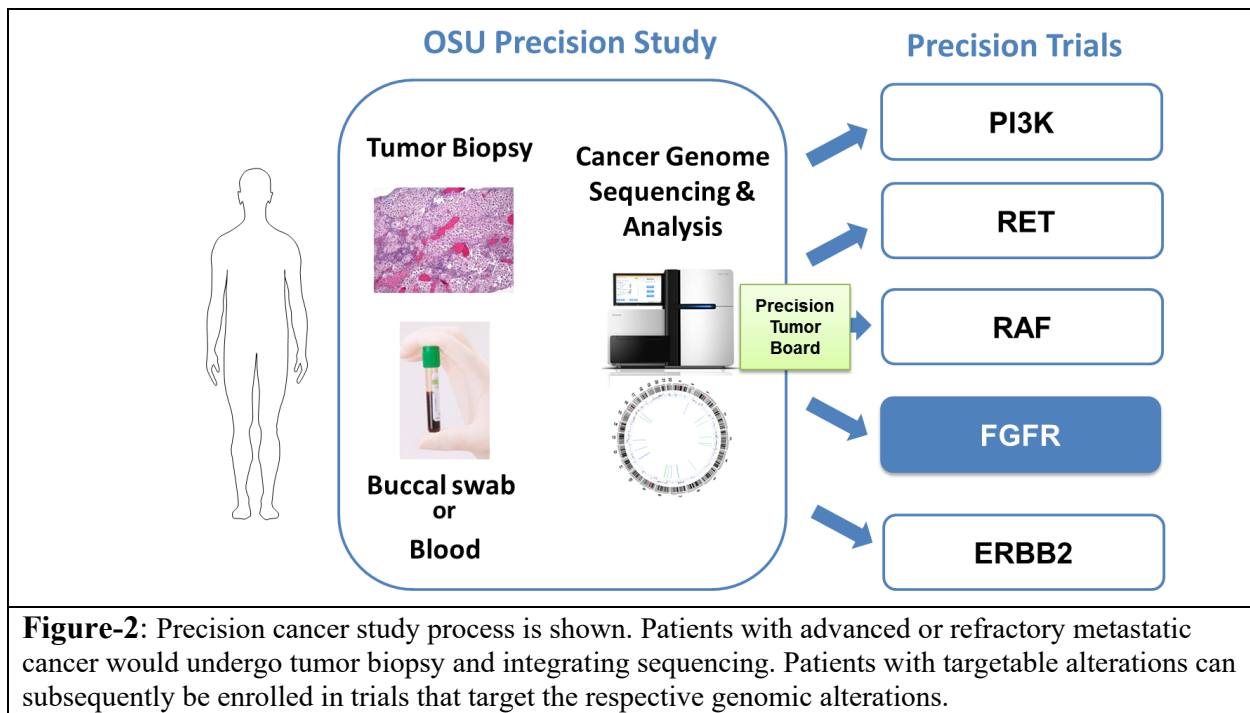 OSU Precision Study
Precision Trials
Tumor Biopsy
Buccal swab
or
Blood
Cancer Genome
Sequencing &
Analysis
Precision
Tumor
Board
PI3K
RET
RAF
FGFR
ERBB2
Figure-2: Precision cancer study process is shown. Patients with advanced or refractory metastatic
cancer would undergo tumor biopsy and integrating sequencing. Patients with targetable alterations can
subsequently be enrolled in trials that target the respective genomic alterations.